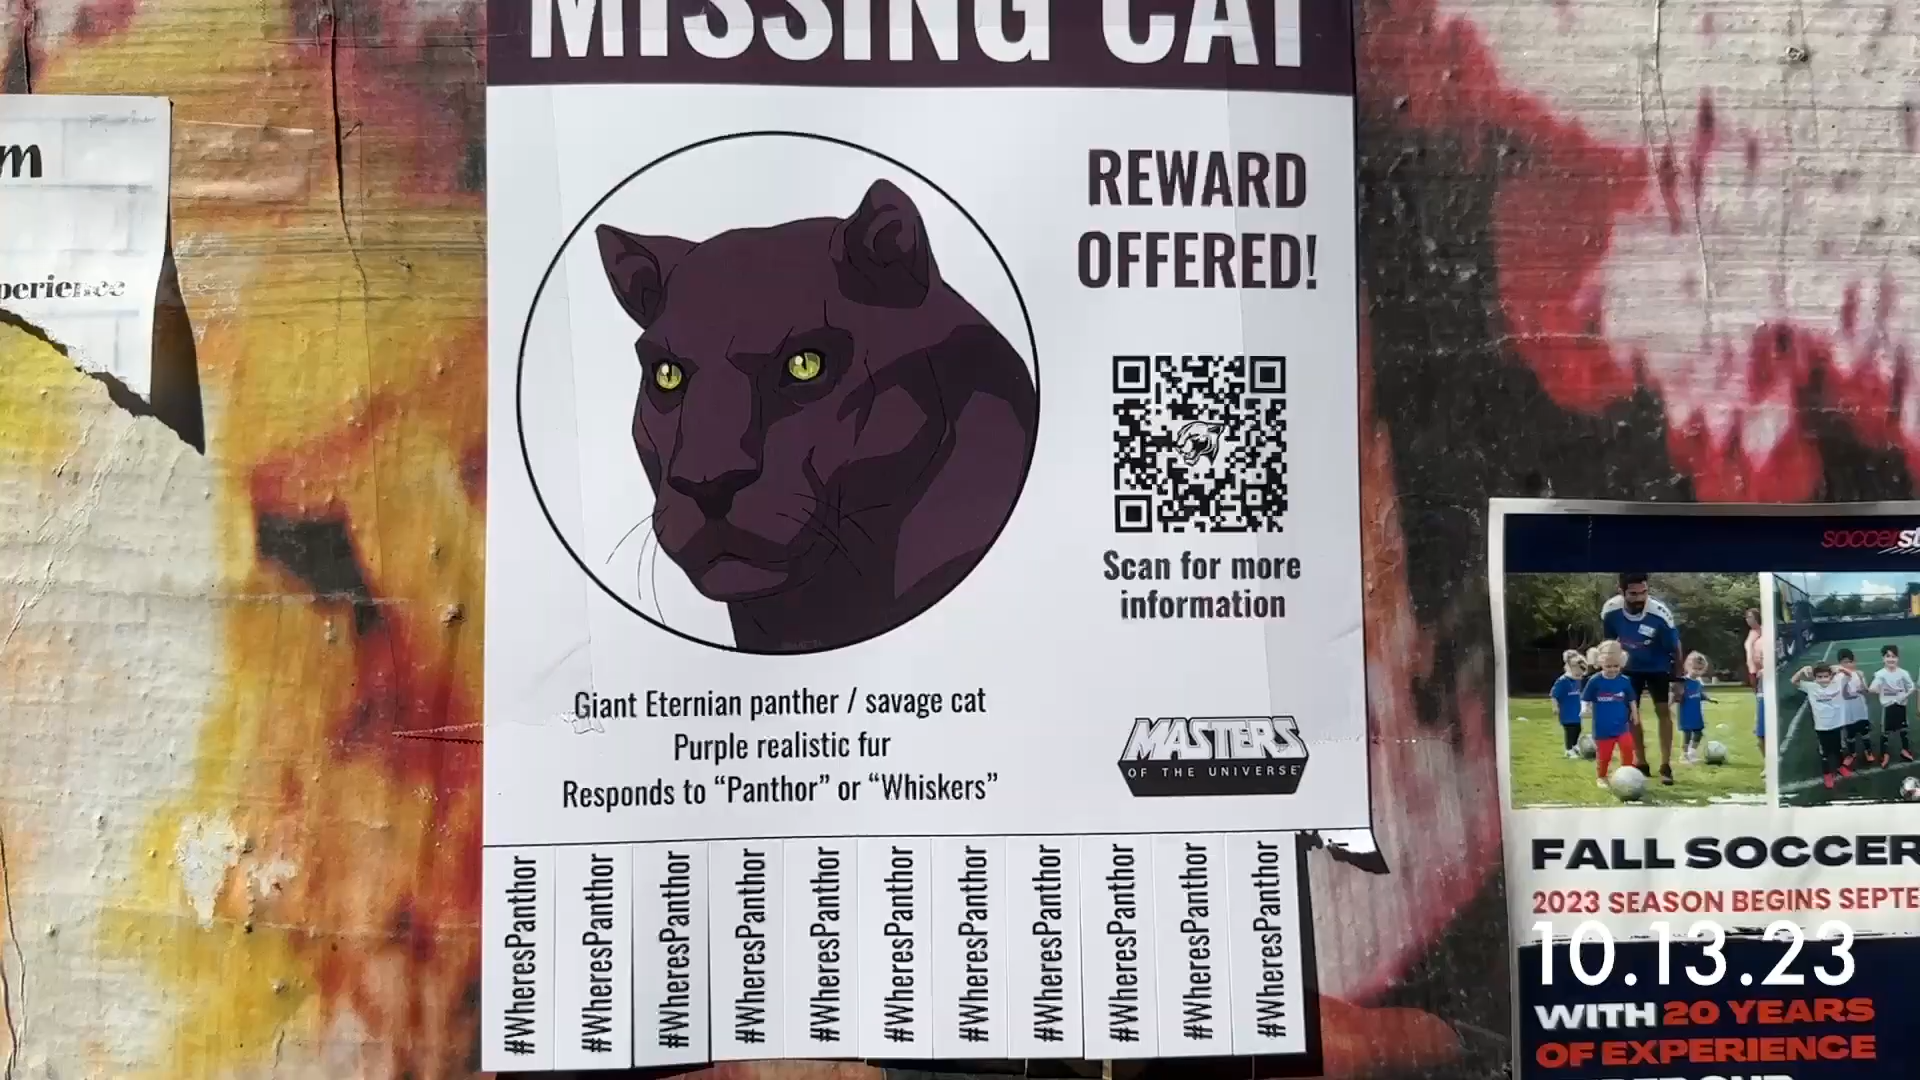 MISSING CAT
m
perience
REWARD
OFFERED!
Scan for more
information
Giant Eternian panther / savage cat
Purple realistic fur
Responds to “Panthor” or “Whiskers”
MASTERS
OF THE UNIVERSE
#WheresPanthor
#WheresPanthor
#WheresPanthor
#WheresPanthor
#WheresPanthor
#WheresPanthor
#WheresPanthor
#WheresPanthor
#WheresPanthor
#WheresPanthor
#WheresPanthor
soccerst
FALL SOCCER
2023 SEASON BEGINS SEPTE
10.13.23
WITH 20 YEARS
OF EXPERIENCE